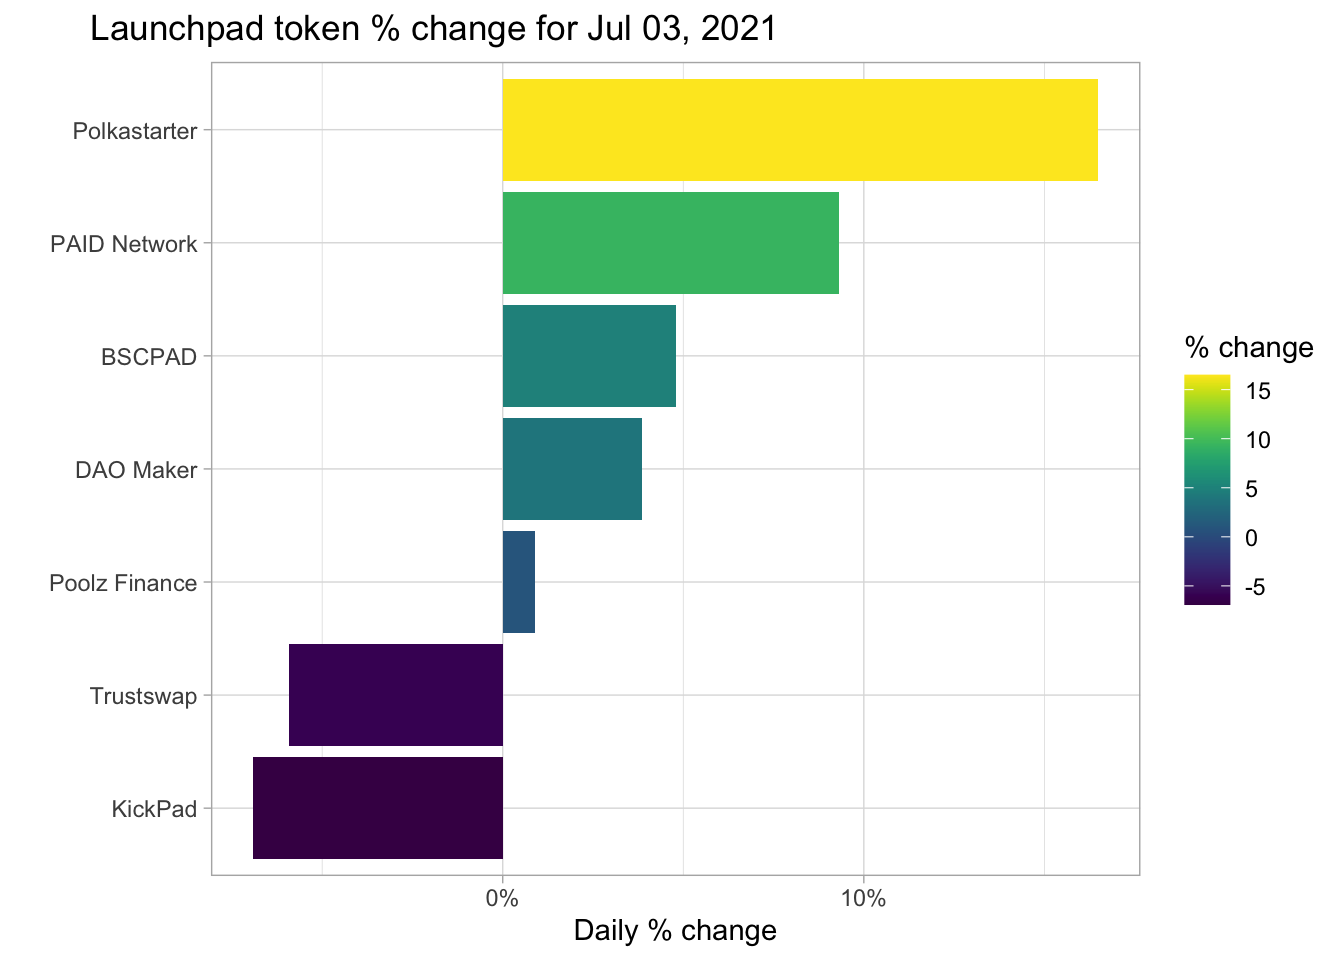 Launchpad token % change for Jul 03, 2021
Polkastarter
PAID Network
BSCPAD
DAO Maker
Poolz Finance
Trustswap
KickPad
0%
10%
Daily % change
% change
15
10
5
0
-5